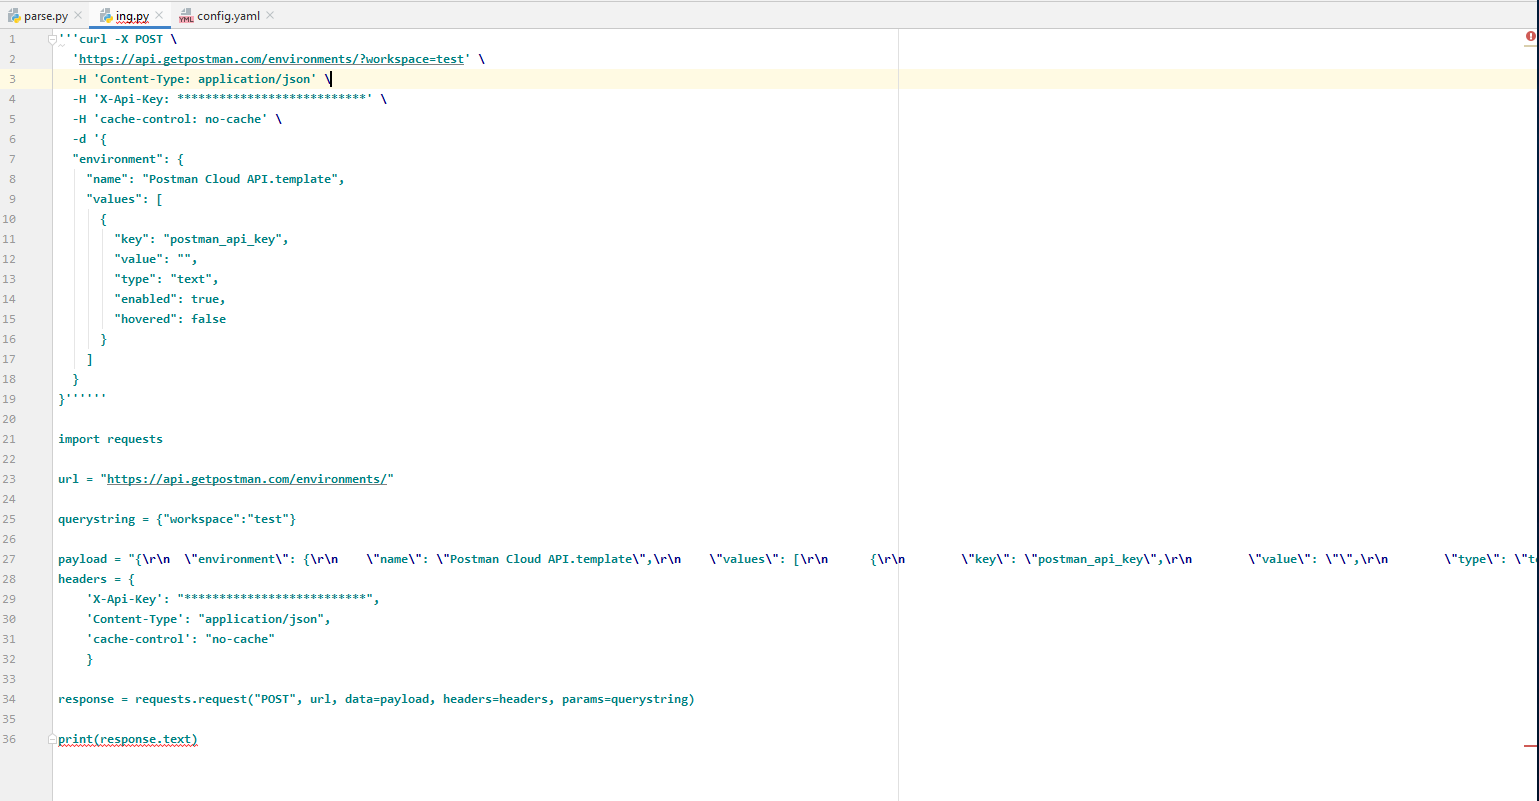 parse.py ing.py config.yaml
1 '''curl -X POST \
2 'https://api.getpostman.com/environments/?workspace=test' \
3 -H 'Content-Type: application/json' \
4 -H 'X-Api-Key: ***************************' \
5 -H 'cache-control: no-cache' \
6 -d '{
7 "environment": {
8 "name": "Postman Cloud API.template",
9 "values": [
10 {
11 "key": "postman_api_key",
12 "value": "",
13 "type": "text",
14 "enabled": true,
15 "hovered": false
16 }
17 ]
18 }
19 }''''''
20
21 import requests
22
23 url = "https://api.getpostman.com/environments/"
24
25 querystring = {"workspace":"test"}
26
27 payload = "{\r\n  \"environment\": {\r\n    \"name\": \"Postman Cloud API.template\",\r\n    \"values\": [\r\n      {\r\n        \"key\": \"postman_api_key\",\r\n        \"value\": \"\",\r\n        \"type\": \"te
28 headers = {
29 'X-Api-Key': "**************************",
30 'Content-Type': "application/json",
31 'cache-control': "no-cache"
32 }
33
34 response = requests.request("POST", url, data=payload, headers=headers, params=querystring)
35
36 print(response.text)